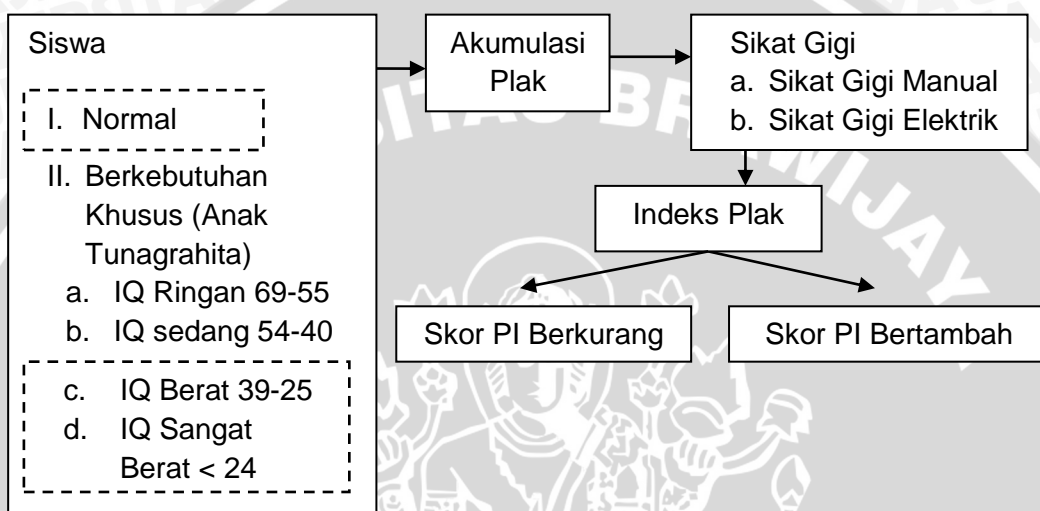 Siswa
I. Normal
II. Berkebutuhan
Khusus (Anak
Tunagrahita)
a. IQ Ringan 69-55
b. IQ sedang 54-40
c. IQ Berat 39-25
d. IQ Sangat
Berat < 24
Akumulasi
Plak
Sikat Gigi
a. Sikat Gigi Manual
b. Sikat Gigi Elektrik
Indeks Plak
Skor PI Berkurang
Skor PI Bertambah